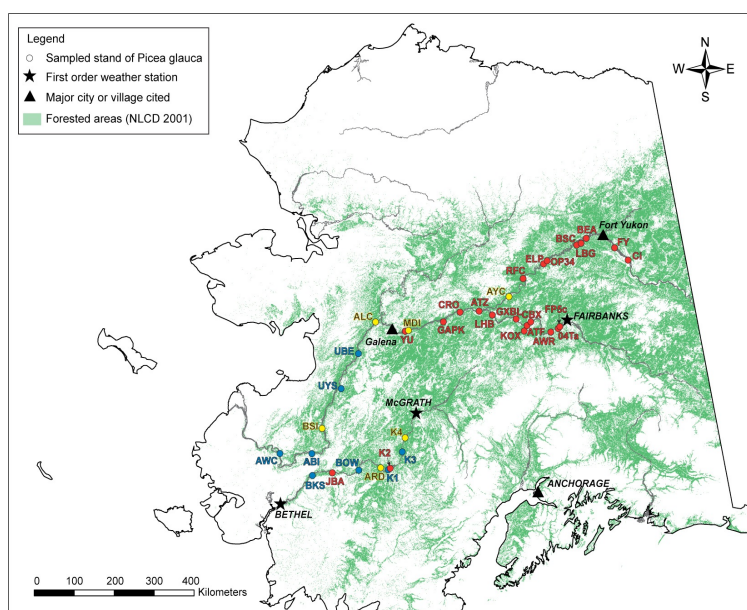 Legend
Sampled stand of Picea glauca
First order weather station
Major city or village cited
Forested areas (NLCD 2001)
N
W E
S
Fort Yukon
BEA
BSC
LBG
FY
CI
ELP
OP34
RFC
AYC
CRO
ATZ
GXBI
CBX
FP5c
FAIRBANKS
ALC
MDI
GAPK
LHB
KOX
ATF
AWR
04Ta
Galena
YU
UBE
UYS
McGRATH
BSI
K4
AWC
ABI
K2
K3
BOW
BKS
JBA
ARD
K1
BETHEL
ANCHORAGE
0 100 200 300 400
Kilometers